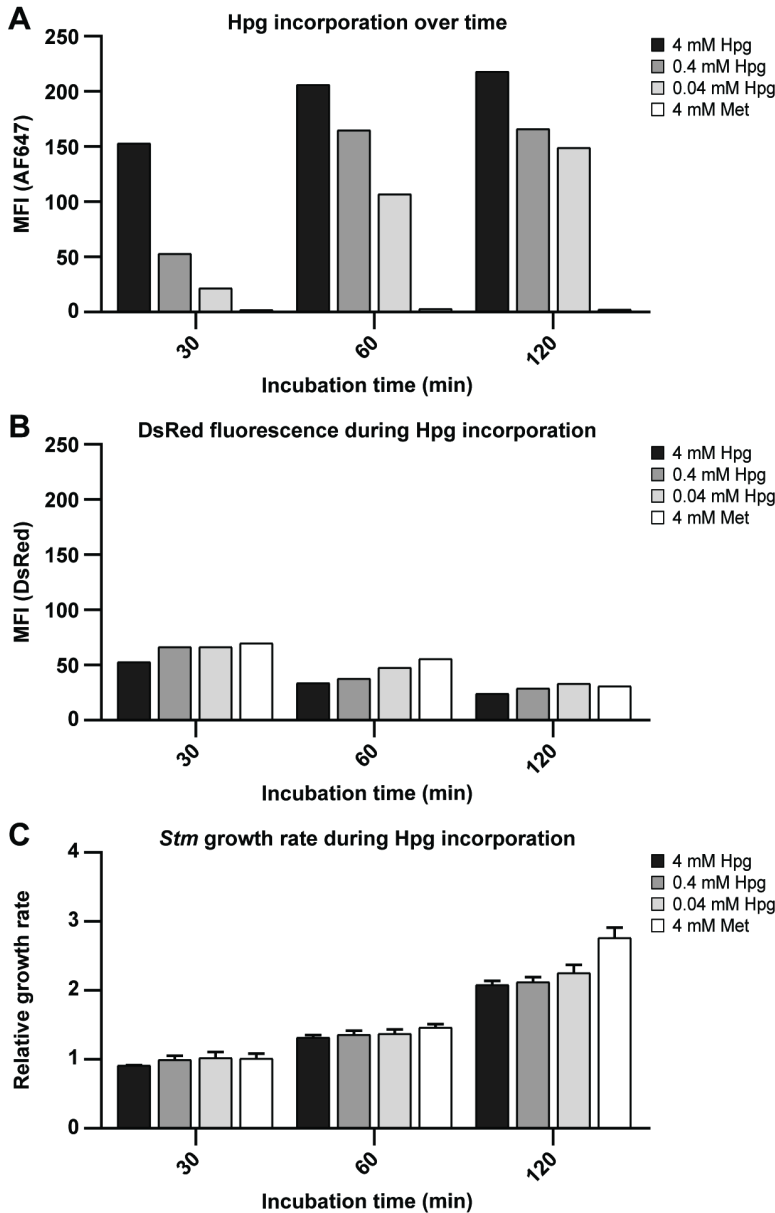 A
Hpg incorporation over time
250
200
150
100
50
0
MFI (AF647)
30
60
120
Incubation time (min)
4 mM Hpg
0.4 mM Hpg
0.04 mM Hpg
4 mM Met
B
DsRed fluorescence during Hpg incorporation
250
200
150
100
50
0
MFI (DsRed)
30
60
120
Incubation time (min)
4 mM Hpg
0.4 mM Hpg
0.04 mM Hpg
4 mM Met
C
Stm growth rate during Hpg incorporation
4
3
2
1
0
Relative growth rate
30
60
120
Incubation time (min)
4 mM Hpg
0.4 mM Hpg
0.04 mM Hpg
4 mM Met